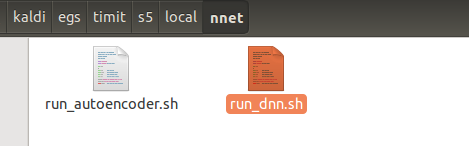 kaldi egs timit s5 local nnet
run_autoencoder.sh run_dnn.sh